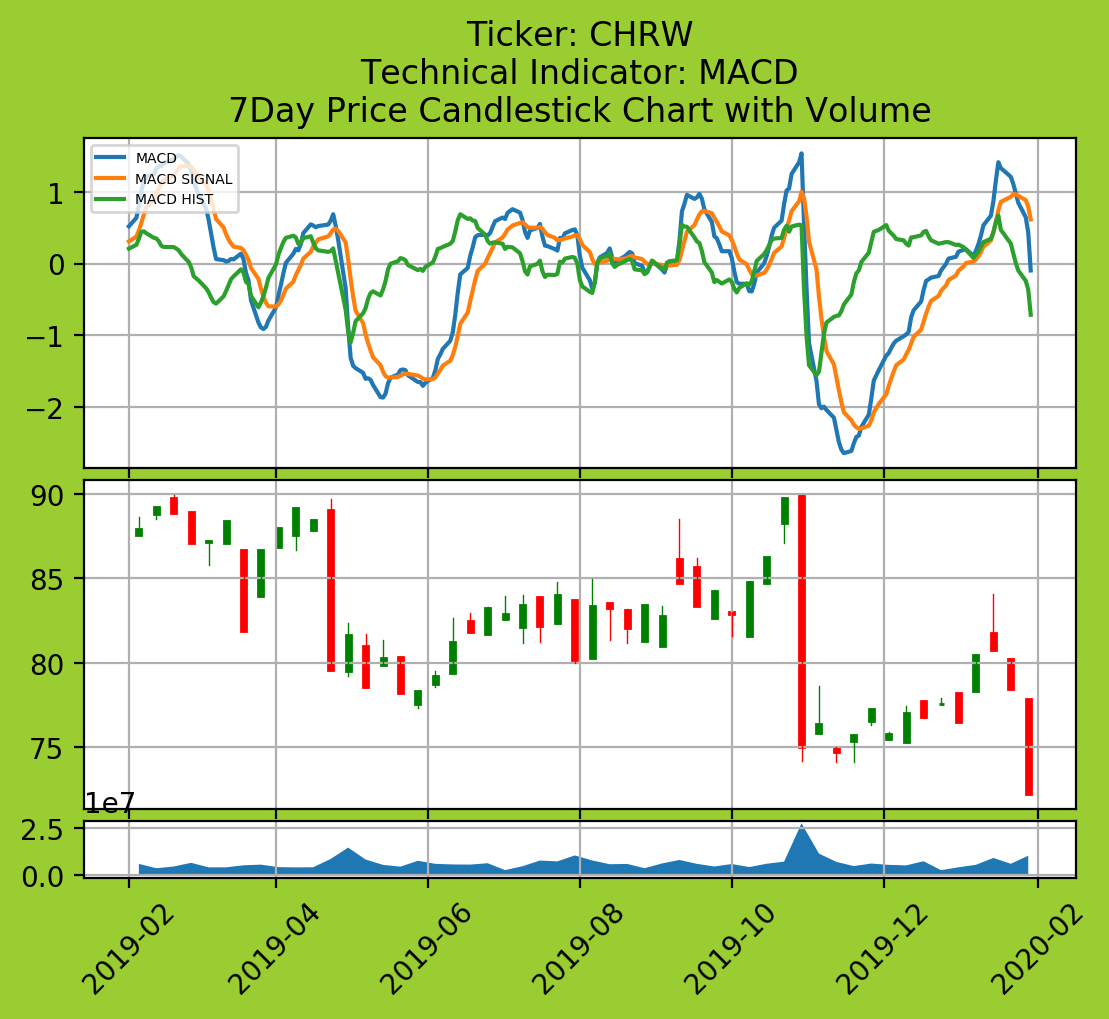 Ticker: CHRW
Technical Indicator: MACD
7Day Price Candlestick Chart with Volume
MACD
MACD SIGNAL
MACD HIST
1
0
−1
−2
90
85
80
75
1e7
2.5
0.0
2019-02
2019-04
2019-06
2019-08
2019-10
2019-12
2020-02